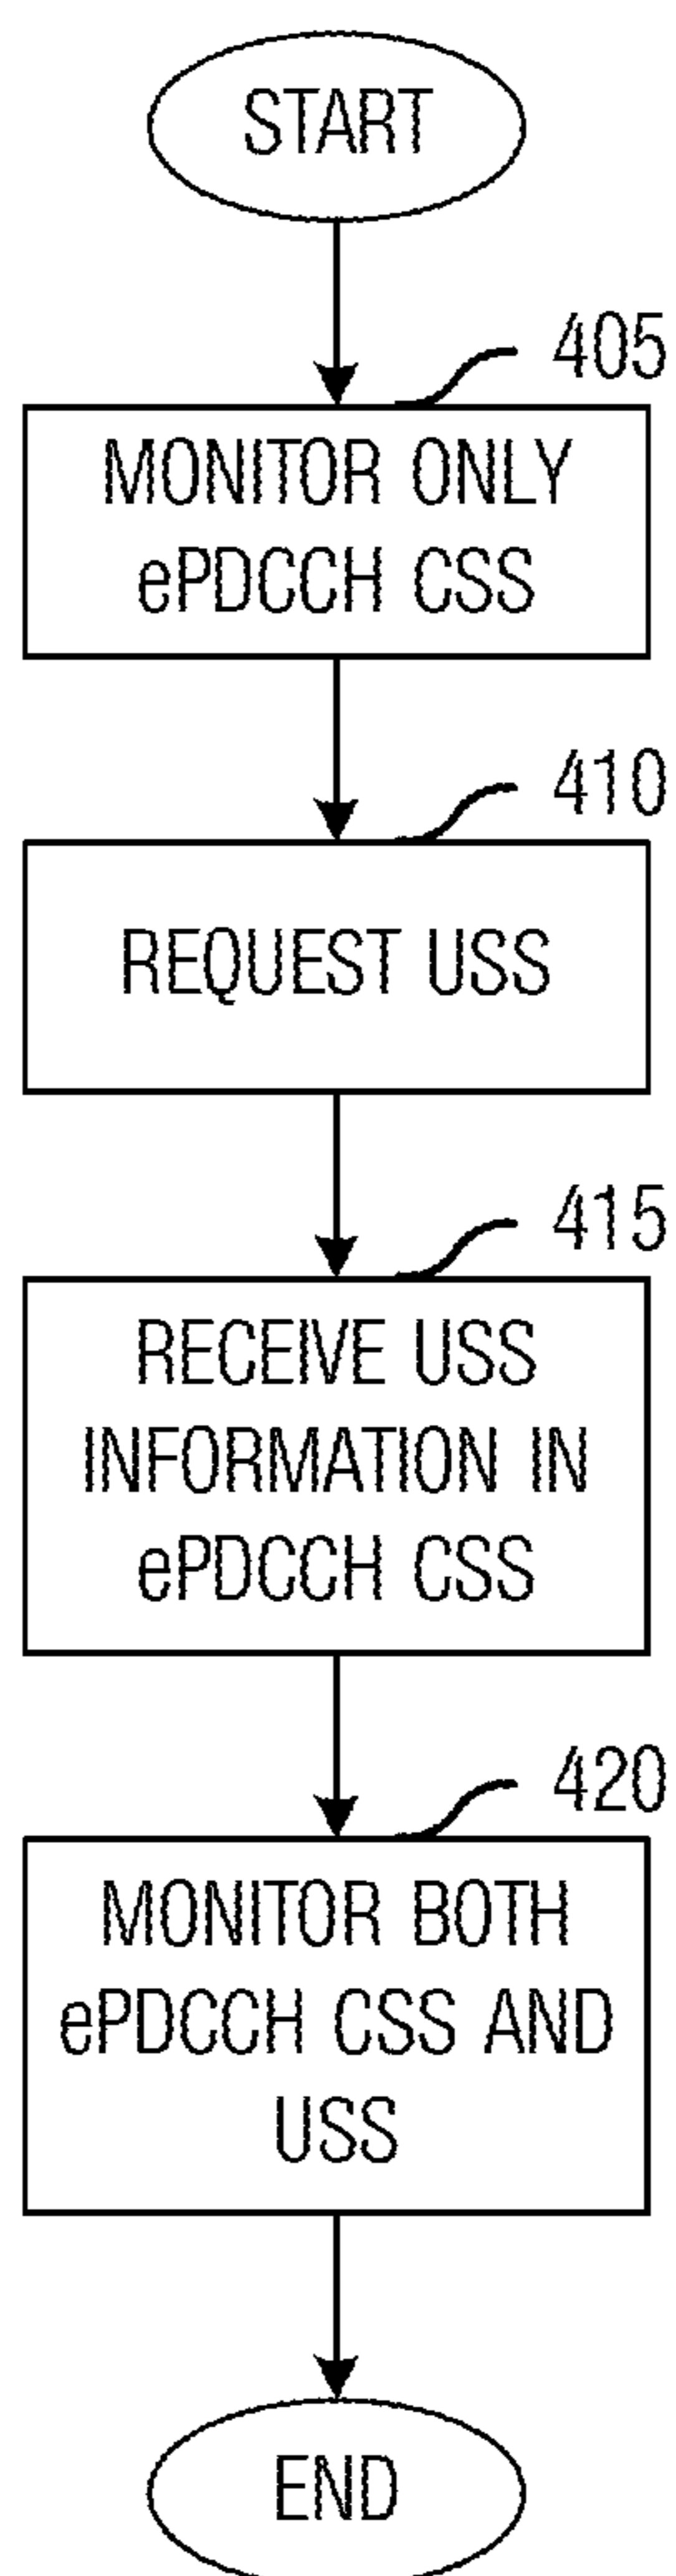 START
405
MONITOR ONLY
ePDCCH CSS
410
REQUEST USS
415
RECEIVE USS
INFORMATION IN
ePDCCH CSS
420
MONITOR BOTH
ePDCCH CSS AND
USS
END